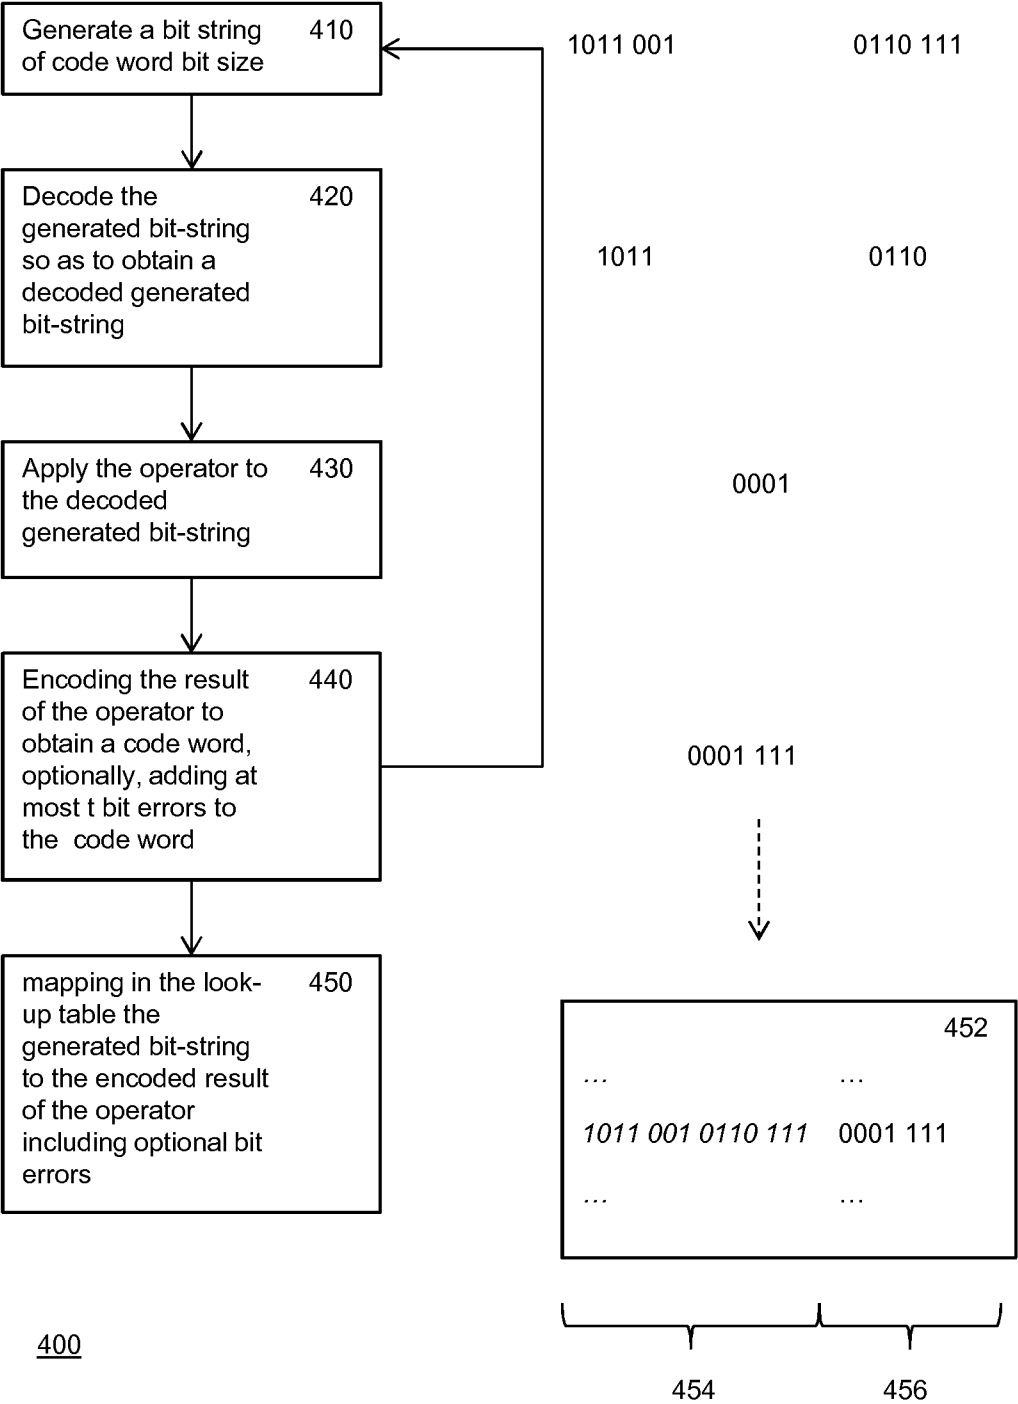 Generate a bit string 410
of code word bit size
1011 001 0110 111
Decode the 420
generated bit-string
so as to obtain a
decoded generated
bit-string
1011 0110
Apply the operator to 430
the decoded
generated bit-string
0001
Encoding the result 440
of the operator to
obtain a code word,
optionally, adding at
most t bit errors to
the code word
0001 111
mapping in the look- 450
up table the
generated bit-string
to the encoded result
of the operator
including optional bit
errors
452
... ...
1011 001 0110 111 0001 111
... ...
400
454 456